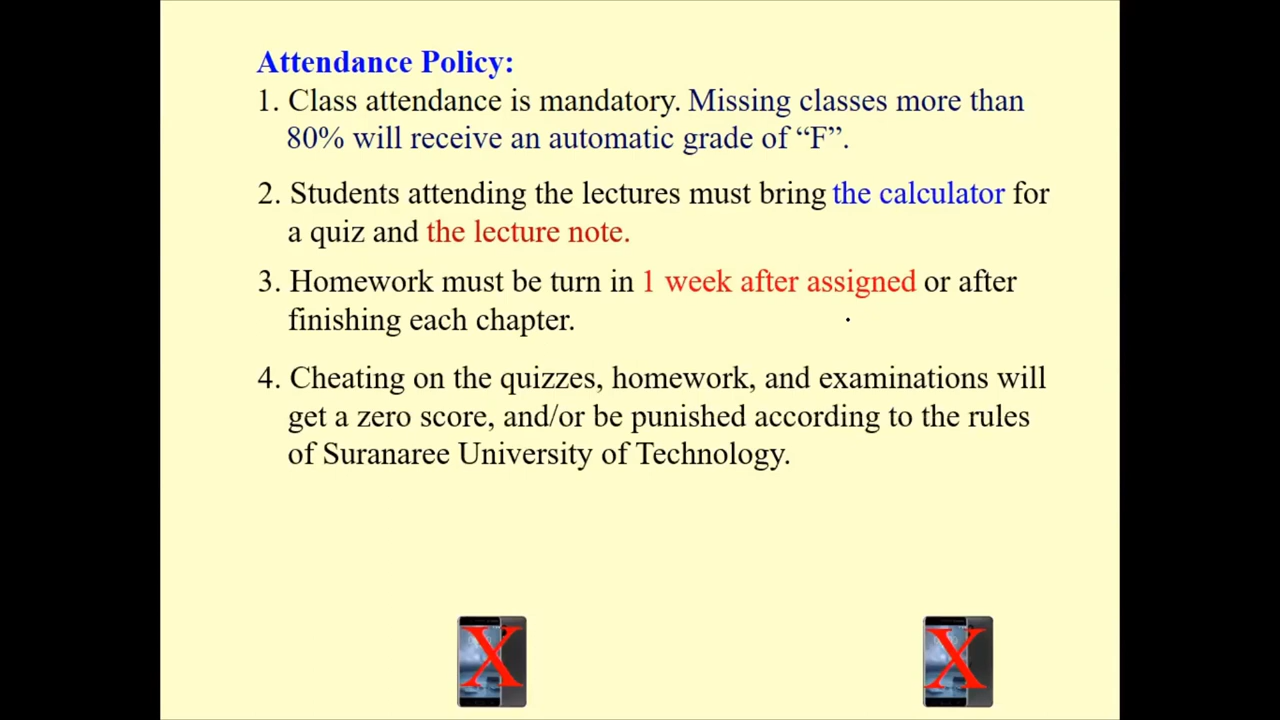 Attendance Policy:
1. Class attendance is mandatory. Missing classes more than
80% will receive an automatic grade of “F”.
2. Students attending the lectures must bring the calculator for
a quiz and the lecture note.
3. Homework must be turn in 1 week after assigned or after
finishing each chapter.
4. Cheating on the quizzes, homework, and examinations will
get a zero score, and/or be punished according to the rules
of Suranaree University of Technology.
X
X